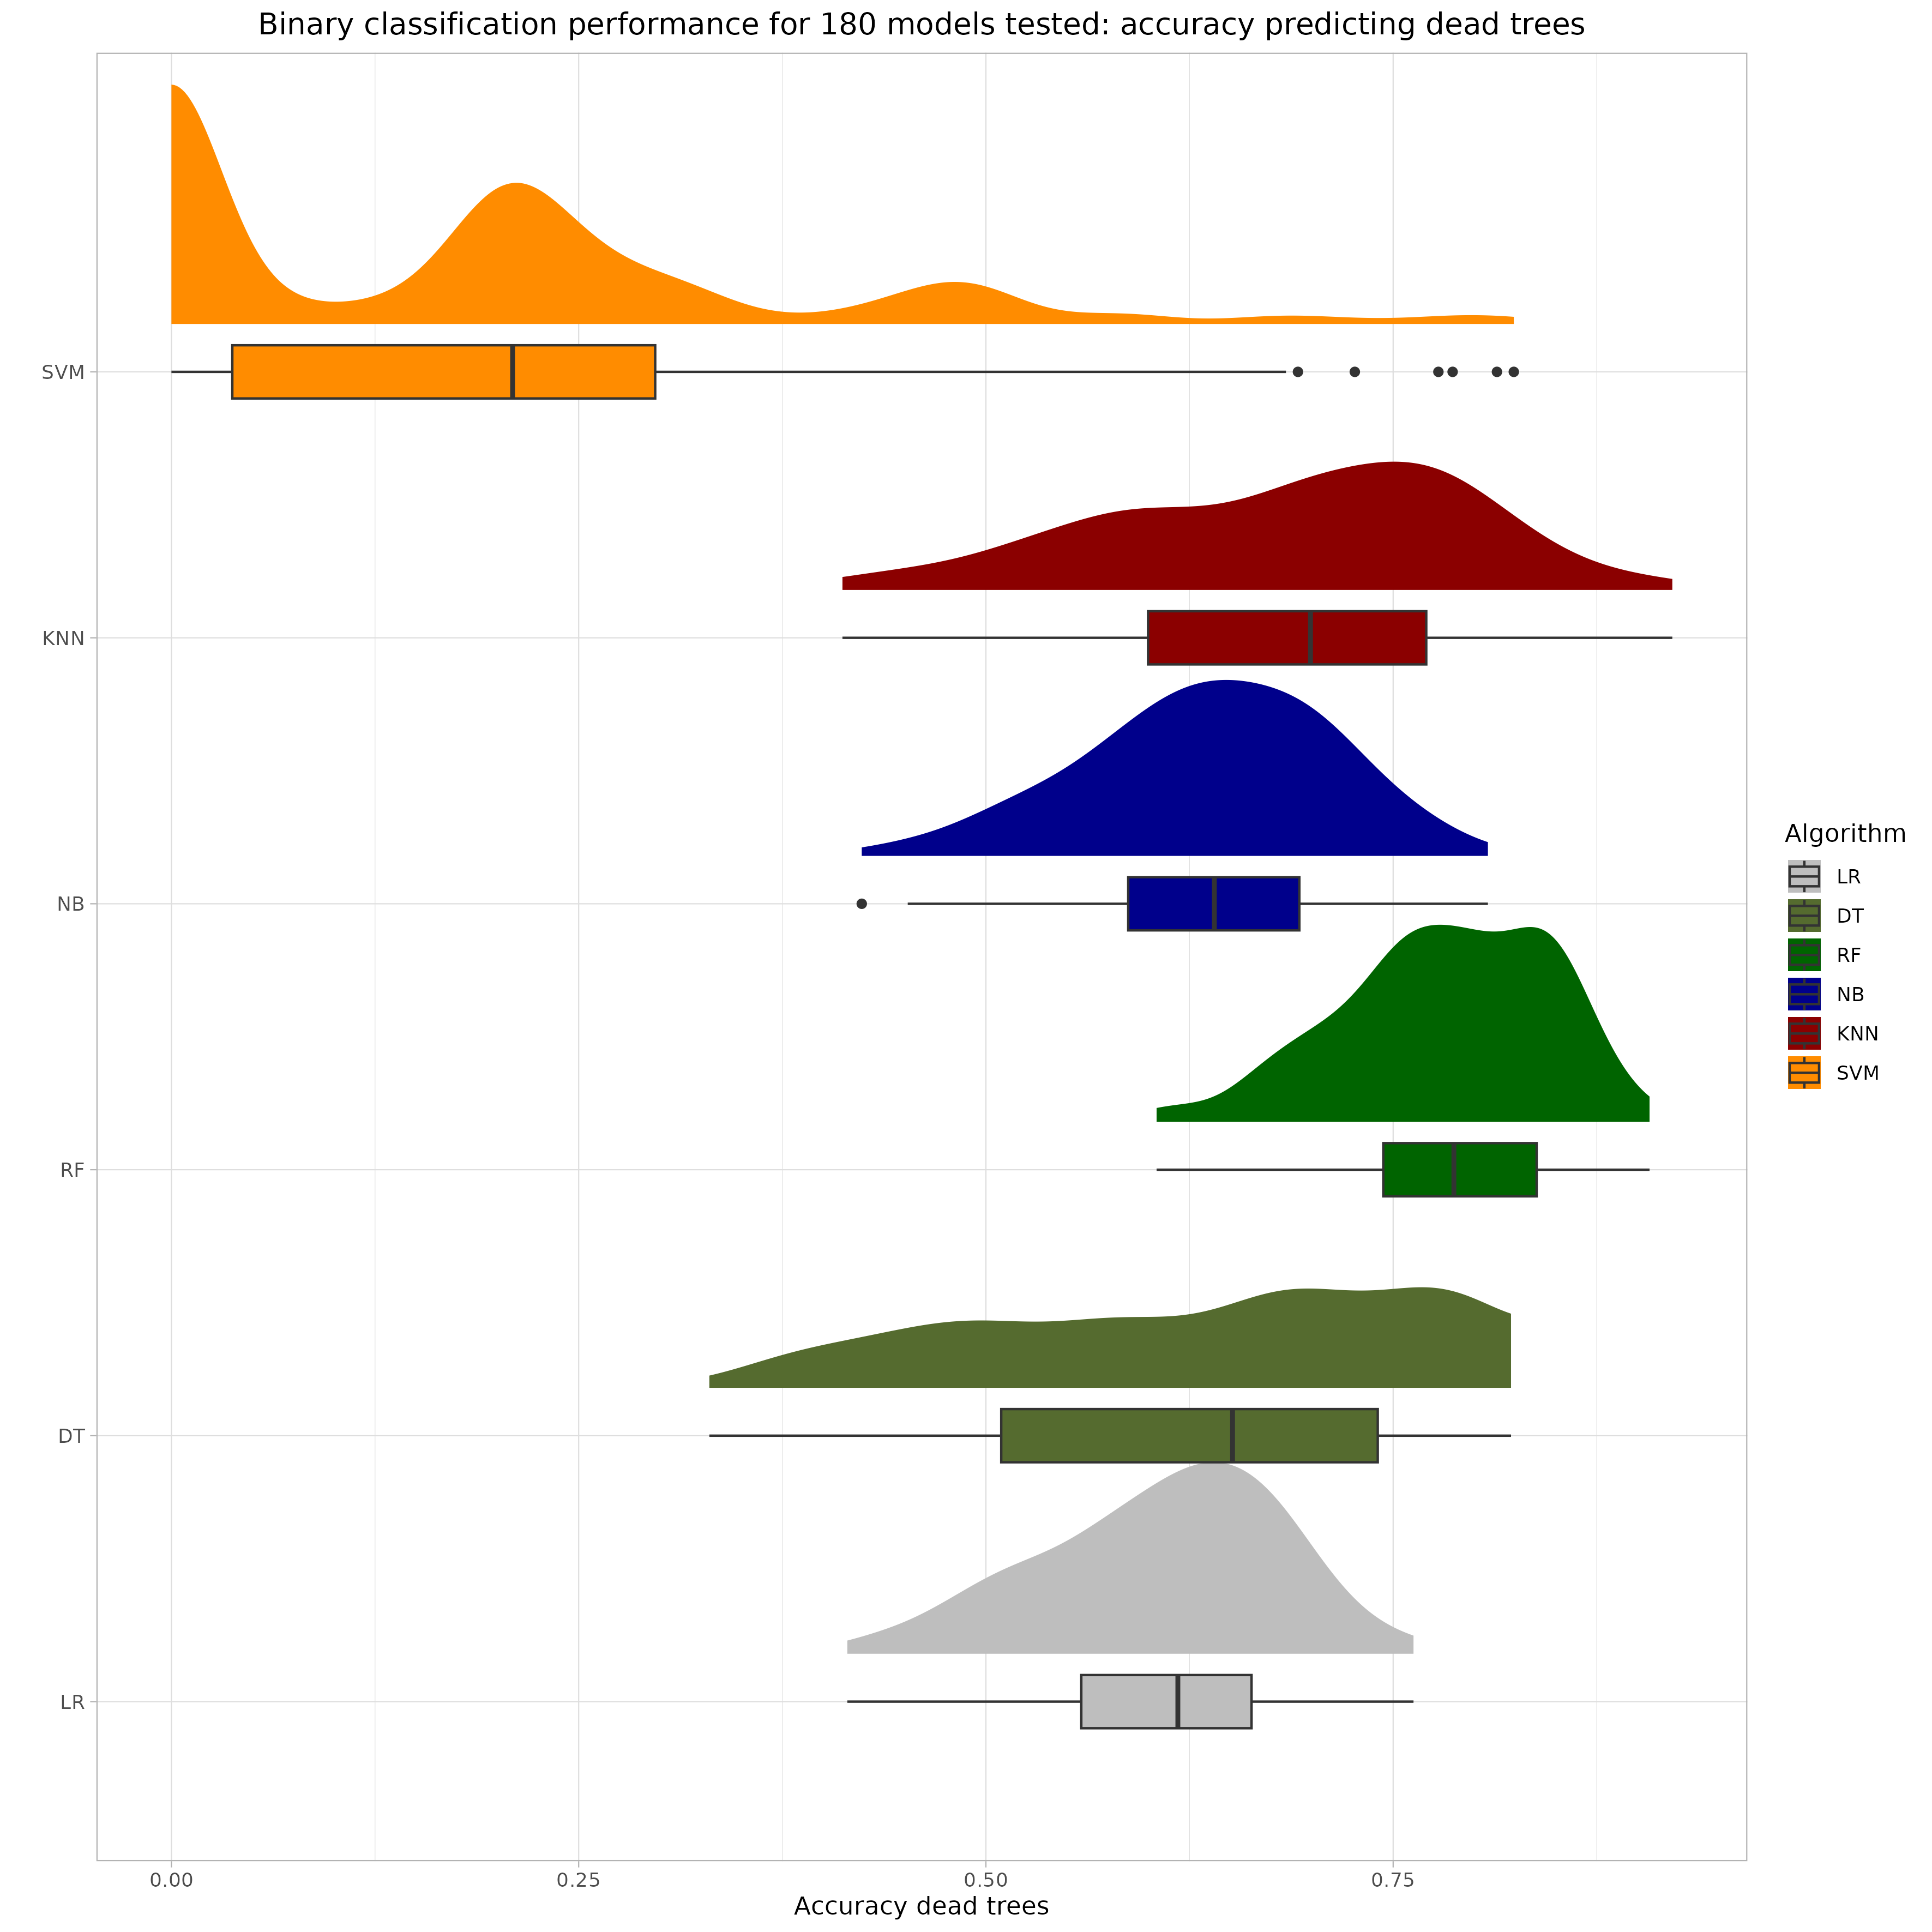 Binary classification performance for 180 models tested: accuracy predicting dead trees
SVM
KNN
NB
RF
DT
LR
0.00 0.25 0.50 0.75
Accuracy dead trees
Algorithm
LR
DT
RF
NB
KNN
SVM